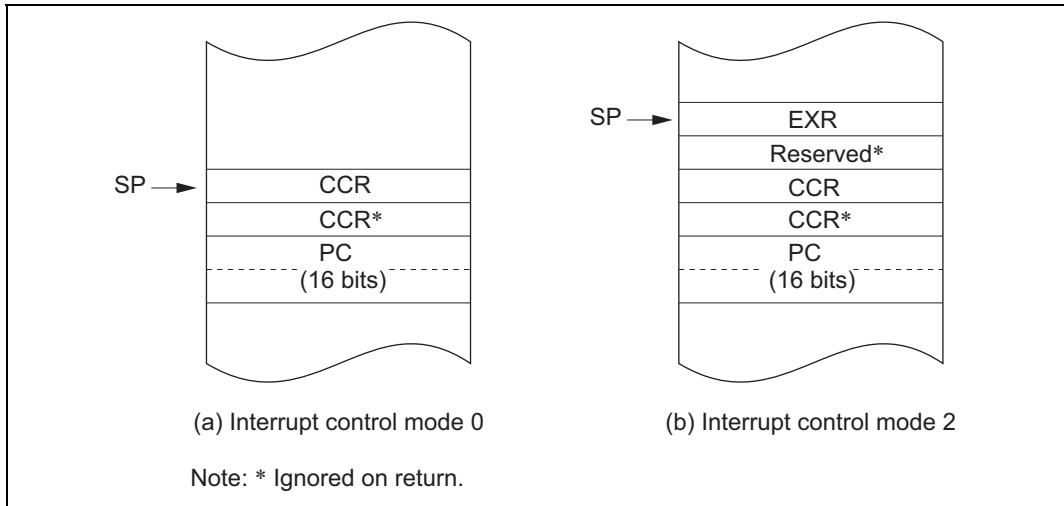 SP
CCR
CCR*
PC
(16 bits)
(a) Interrupt control mode 0
SP
EXR
Reserved*
CCR
CCR*
PC
(16 bits)
(b) Interrupt control mode 2
Note: * Ignored on return.